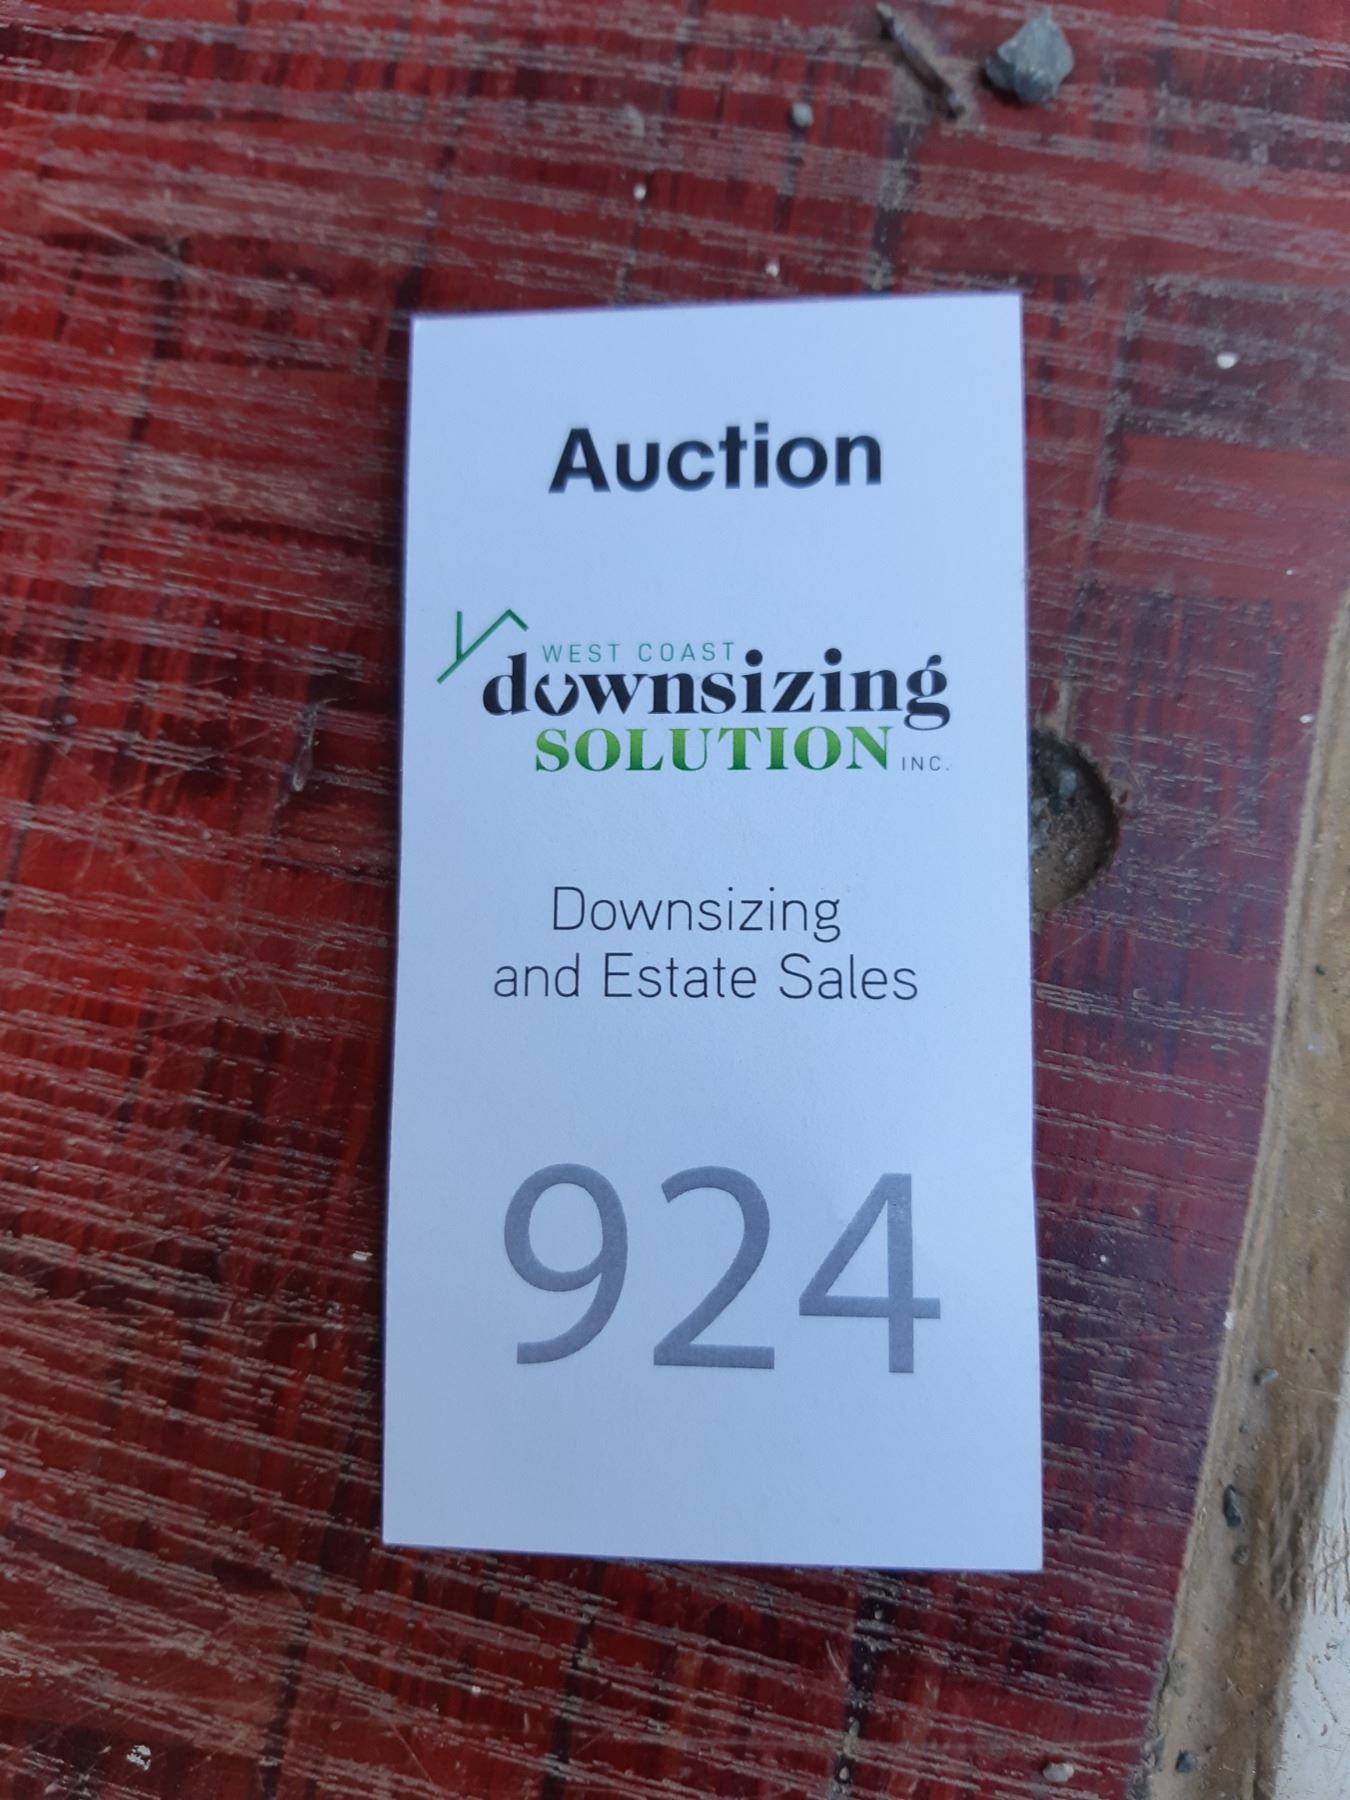 Auction
WEST COAST
downsizing
SOLUTION INC.
Downsizing
and Estate Sales
924